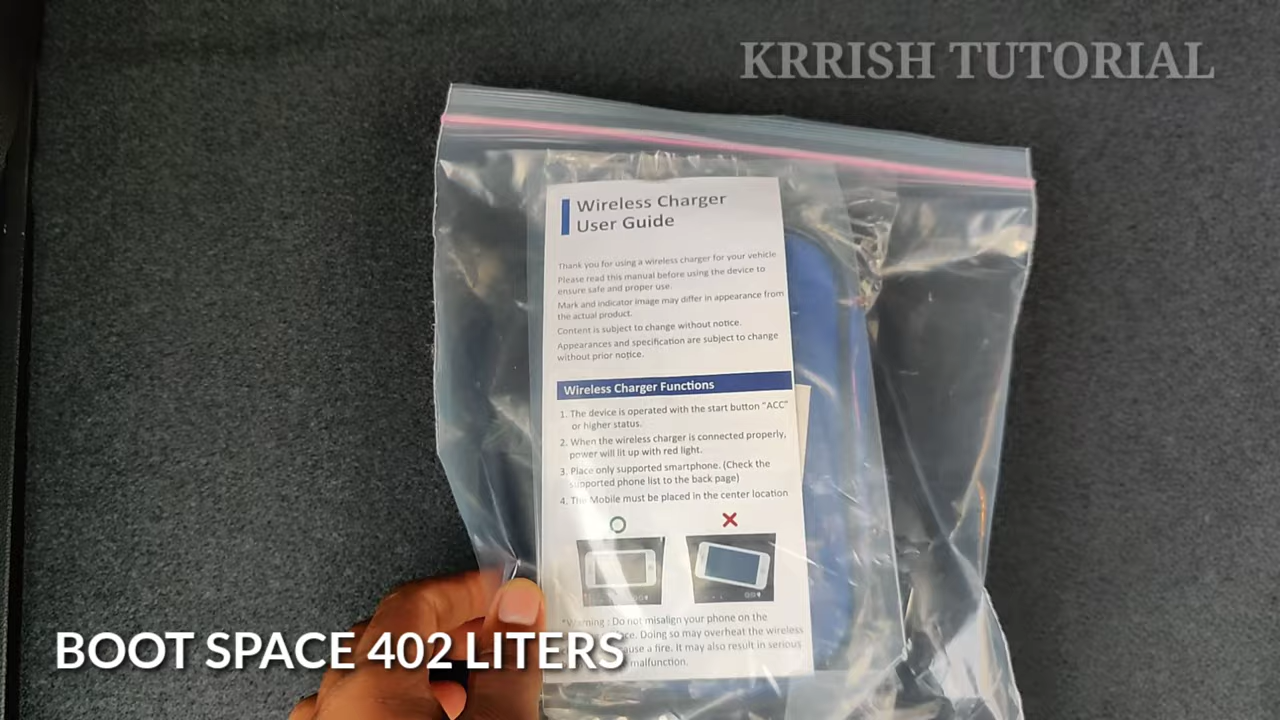 KRRISH TUTORIAL
Wireless Charger
User Guide
Thank you for using a wireless charger for your vehicle
Please read this manual before using the device to
ensure safe and proper use.
Mark and indicator image may differ in appearance from
the actual product.
Content is subject to change without notice.
Appearances and specification are subject to change
without prior notice.
Wireless Charger Functions
1. The device is operated with the start button "ACC"
or higher status.
2. When the wireless charger is connected properly,
power will lit up with red light.
3. Place only supported smartphone. (Check the
supported phone list to the back page)
4. The Mobile must be placed in the center location
*Warning : Do not misalign your phone on the
Doing so may overheat the wireless
a fire. It may also result in serious
malfunction.
BOOT SPACE 402 LITERS